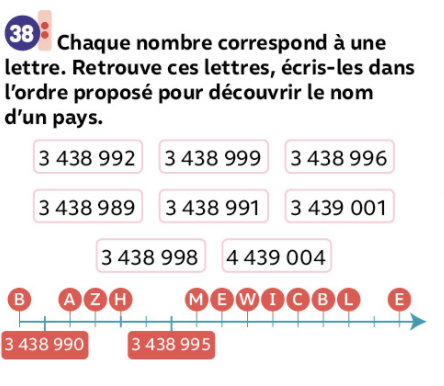 38
Chaque nombre correspond à une
lettre. Retrouve ces lettres, écris-les dans
l'ordre proposé pour découvrir le nom
d'un pays.
3 438 992 3 438 999 3 438 996
3 438 989 3 438 991 3 439 001
3 438 998 4 439 004
B A Z H M E W I C B L E
3 438 990 3 438 995